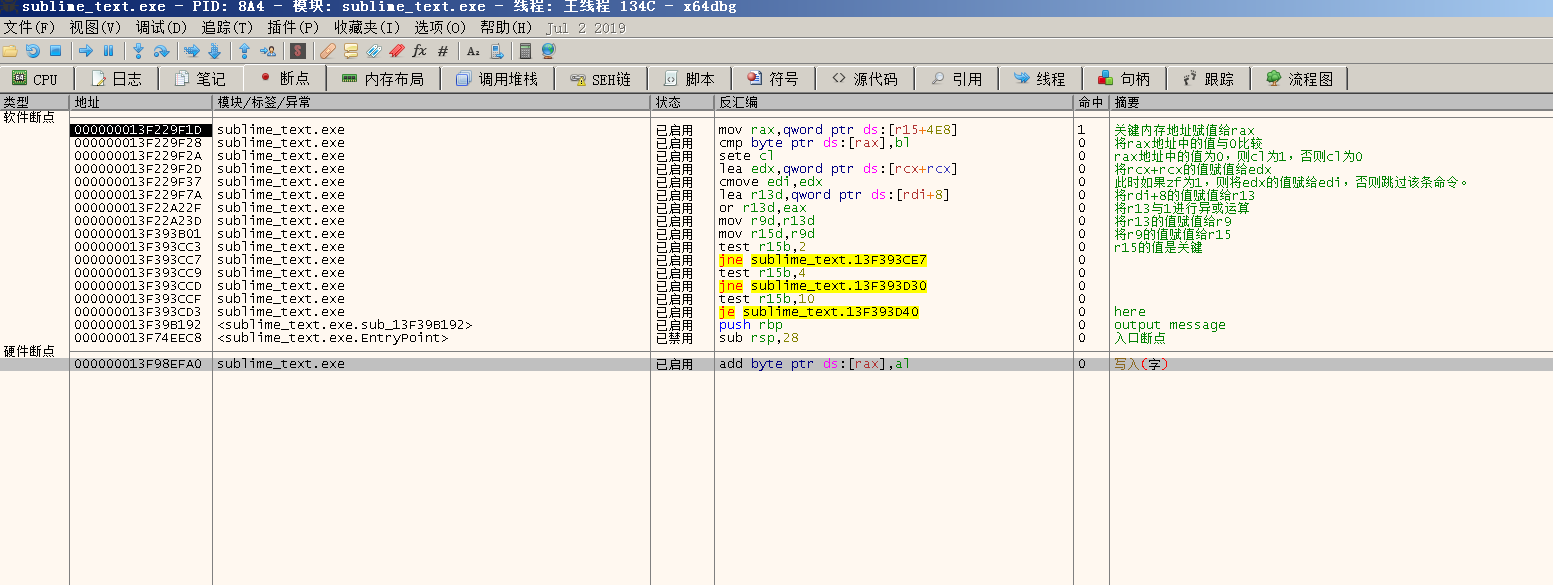 sublime_text.exe - PID: 8A4 - 模块: sublime_text.exe - 线程: 主线程 134C - x64dbg
文件(F) 视图(V) 调试(D) 追踪(T) 插件(P) 收藏夹(I) 选项(O) 帮助(H) Jul 2 2019
CPU 日志 笔记 断点 内存布局 调用堆栈 SEH链 脚本 符号 源代码 引用 线程 句柄 跟踪 流程图
类型 地址 模块/标签/异常 状态 反汇编 命中 摘要
软件断点
000000013F229F1D sublime_text.exe 已启用 mov rax,qword ptr ds:[r15+4E8] 1 关键内存地址赋值给rax
000000013F229F28 sublime_text.exe 已启用 cmp byte ptr ds:[rax],bl 0 将rax地址中的值与0比较
000000013F229F2A sublime_text.exe 已启用 sete cl 0 rax地址中的值为0，则cl为1，否则cl为0
000000013F229F2D sublime_text.exe 已启用 lea edx,qword ptr ds:[rcx+rcx] 0 将rcx+rcx的值赋值给edx
000000013F229F37 sublime_text.exe 已启用 cmove edi,edx 0 此时如果zf为1，则将edx的值赋给edi，否则跳过该条命令。
000000013F229F7A sublime_text.exe 已启用 lea r13d,qword ptr ds:[rdi+8] 0 将rdi+8的值赋值给r13
000000013F22A22F sublime_text.exe 已启用 or r13d,eax 0 将r13与1进行异或运算
000000013F22A23D sublime_text.exe 已启用 mov r9d,r13d 0 将r13的值赋值给r9
000000013F393B01 sublime_text.exe 已启用 mov r15d,r9d 0 将r9的值赋值给r15
000000013F393CC3 sublime_text.exe 已启用 test r15b,2 0 r15的值是关键
000000013F393CC7 sublime_text.exe 已启用 jne sublime_text.13F393CE7 0
000000013F393CC9 sublime_text.exe 已启用 test r15b,4 0
000000013F393CCD sublime_text.exe 已启用 jne sublime_text.13F393D30 0
000000013F393CCF sublime_text.exe 已启用 test r15b,10 0
000000013F393CD3 sublime_text.exe 已启用 je sublime_text.13F393D40 0 here
000000013F39B192 <sublime_text.exe.sub_13F39B192> 已启用 push rbp 0 output message
000000013F74EEC8 <sublime_text.exe.EntryPoint> 已禁用 sub rsp,28 0 入口断点
硬件断点
000000013F98EFA0 sublime_text.exe 已启用 add byte ptr ds:[rax],al 0 写入(字)